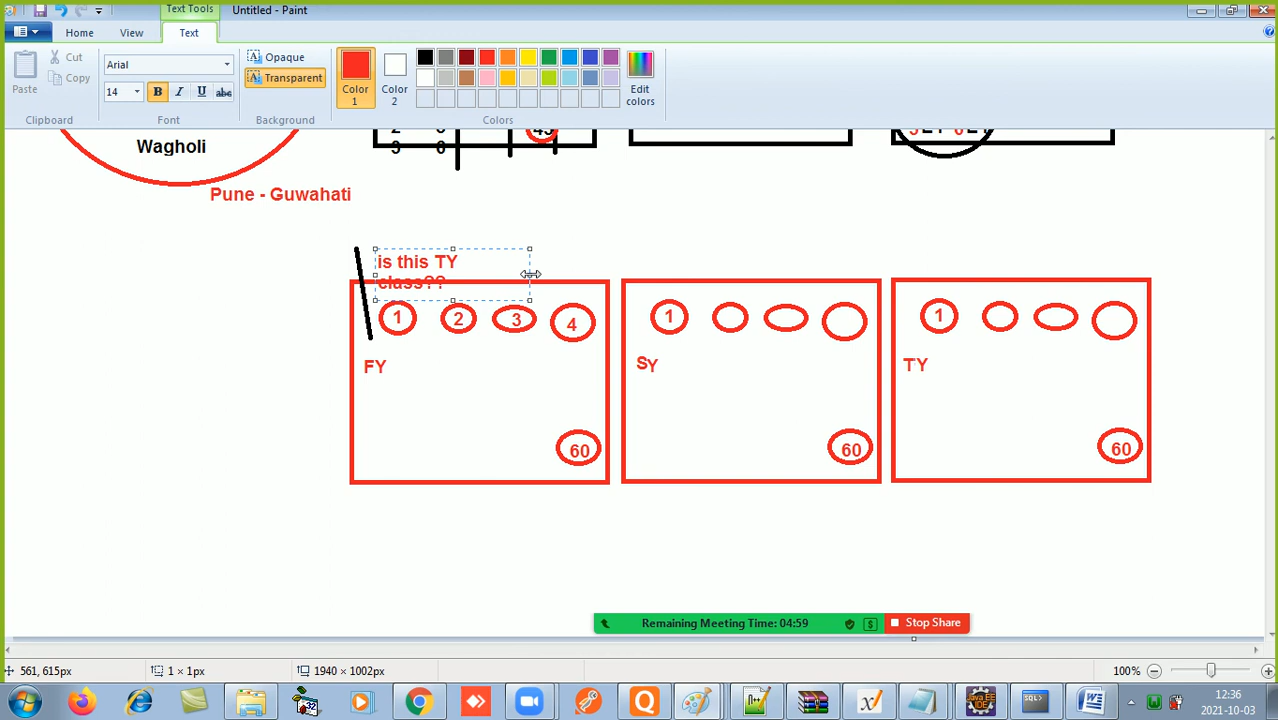 Text Tools
Untitled - Paint
Home
View
Text
Paste
Cut
Copy
Clipboard
Arial
14
B I U abc
Font
Opaque
Transparent
Background
Color 1
Color 2
Edit colors
Colors
Wagholi
Pune - Guwahati
3 6
is this TY
class??
1 2 3 4
FY
60
1
SY
60
1
TY
60
Remaining Meeting Time: 04:59
Stop Share
561, 615px
1 × 1px
1940 × 1002px
100%
12:36
2021-10-03